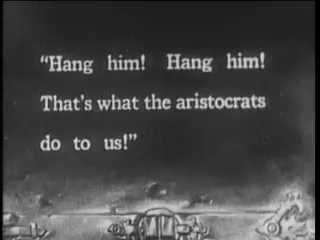 "Hang him! Hang him!
That's what the aristocrats
do to us!"